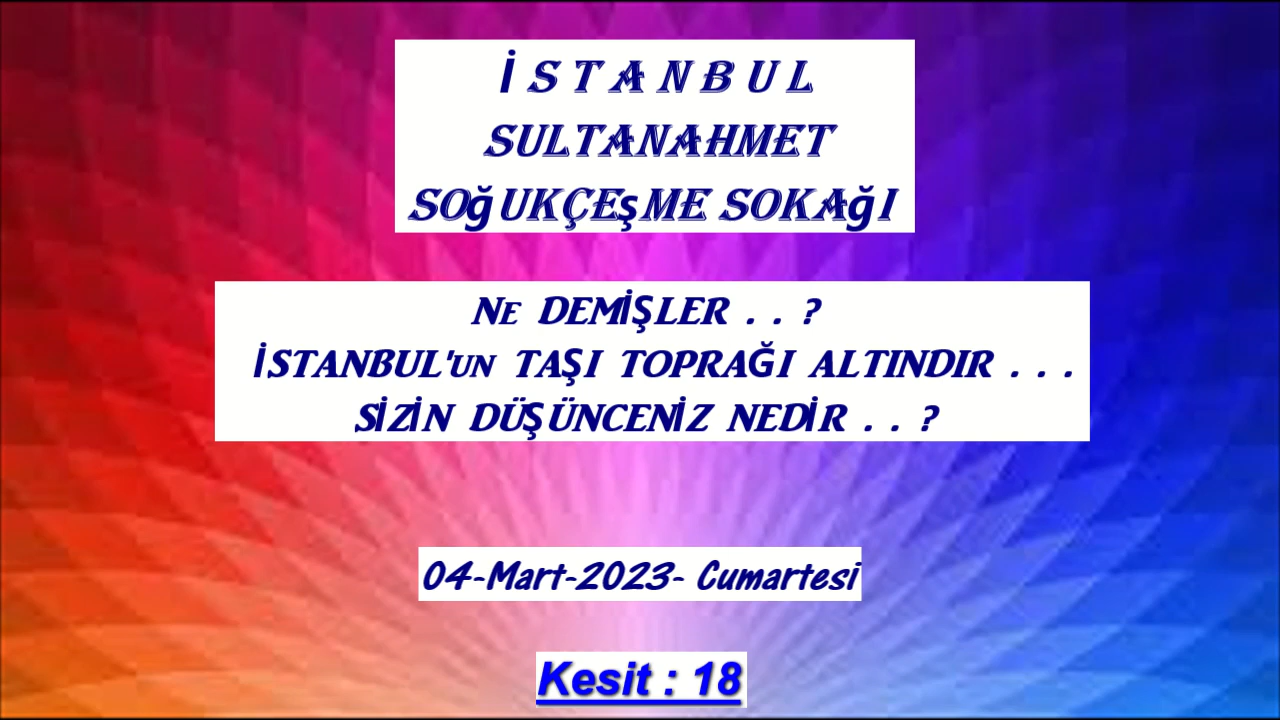 İSTANBUL
SULTANAHMET
SOğUKÇEşME SOKAğI
NE DEMİŞLER . . ?
İSTANBUL'UN TAŞI TOPRAĞI ALTINDIR . . .
SİZİN DÜŞÜNCENİZ NEDİR . . ?
04-Mart-2023- Cumartesi
Kesit : 18